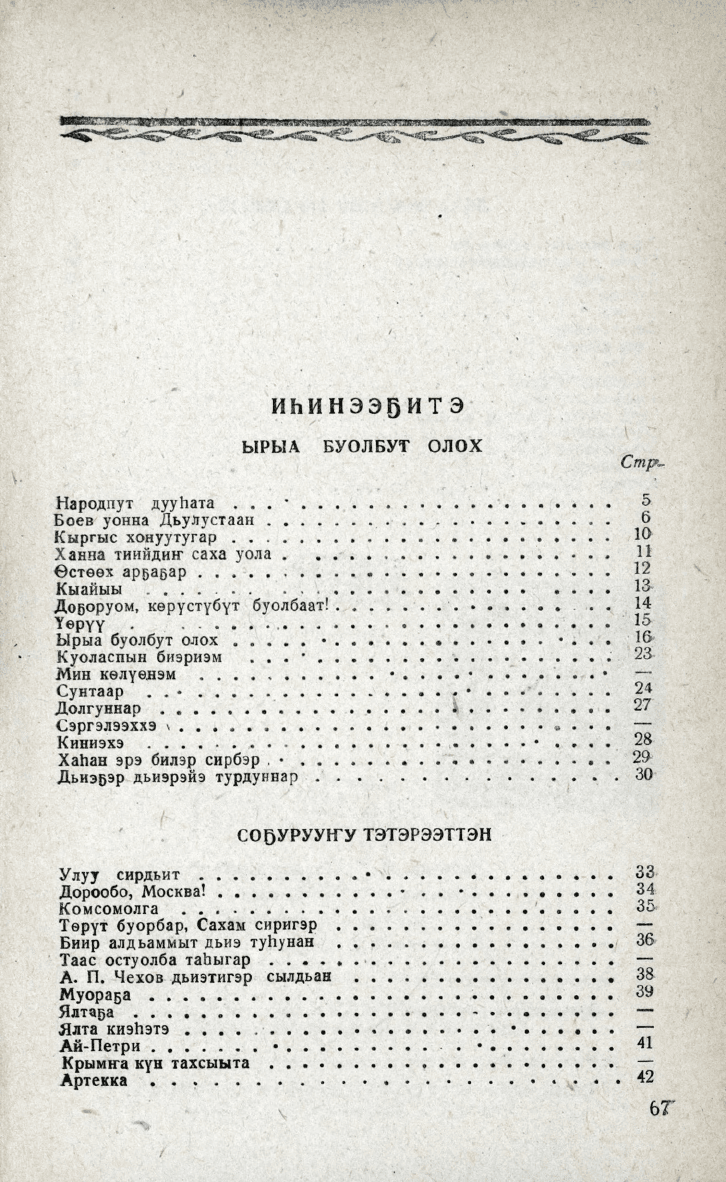 ИҺИНЭЭҔИТЭ
ЫРЫА БУОЛБУТ ОЛОХ
Стр.
Народпут дууһата . . . . . . . . . . . . . . . . . . . . 5
Боев уонна Дьулустаан . . . . . . . . . . . . . . . . . . 6
Кыргыс хонуутугар . . . . . . . . . . . . . . . . . . . . 10
Ханна тиийдиҥ саха уола . . . . . . . . . . . . . . . . . 11
Өстөөх арҕаҕар . . . . . . . . . . . . . . . . . . . . . 12
Кыайыы . . . . . . . . . . . . . . . . . . . . . . . . 13
Доҕоруом, көрүстүбүт буолбаат! . . . . . . . . . . . . . . 14
Үөрүү . . . . . . . . . . . . . . . . . . . . . . . . 15
Ырыа буолбут олох . . . . . . . . . . . . . . . . . . . . 16
Куоласпын биэриэм . . . . . . . . . . . . . . . . . . . 23
Мин көлүөнэм . . . . . . . . . . . . . . . . . . . . . . —
Сунтаар . . . . . . . . . . . . . . . . . . . . . . . . 24
Долгуннар . . . . . . . . . . . . . . . . . . . . . . . 27
Сэргэлээххэ . . . . . . . . . . . . . . . . . . . . . . —
Киниэхэ . . . . . . . . . . . . . . . . . . . . . . . . 28
Хаһан эрэ билэр сирбэр . . . . . . . . . . . . . . . . . 29
Дьиэҕэр дьиэрэйэ турдуннар . . . . . . . . . . . . . . . 30
СОҔУРУУҤҤУ ТЭТЭРЭЭТТЭН
Улуу сирдьит . . . . . . . . . . . . . . . . . . . . . . 33
Дорообо, Москва! . . . . . . . . . . . . . . . . . . . . 34
Комсомолга . . . . . . . . . . . . . . . . . . . . . . . 35
Төрүт буорбар, Сахам сиригэр . . . . . . . . . . . . . . —
Биир алдьаммыт дьиэ туһунан . . . . . . . . . . . . . . 36
Таас остуолба таһыгар . . . . . . . . . . . . . . . . . . —
А. П. Чехов дьиэтигэр сылдьан . . . . . . . . . . . . . . 38
Муораҕа . . . . . . . . . . . . . . . . . . . . . . . . 39
Ялтаҕа . . . . . . . . . . . . . . . . . . . . . . . . —
Ялта киэһэтэ . . . . . . . . . . . . . . . . . . . . . . —
Ай-Петри . . . . . . . . . . . . . . . . . . . . . . . . 41
Крымҥа күн тахсыыта . . . . . . . . . . . . . . . . . . —
Артекка . . . . . . . . . . . . . . . . . . . . . . . . 42
67